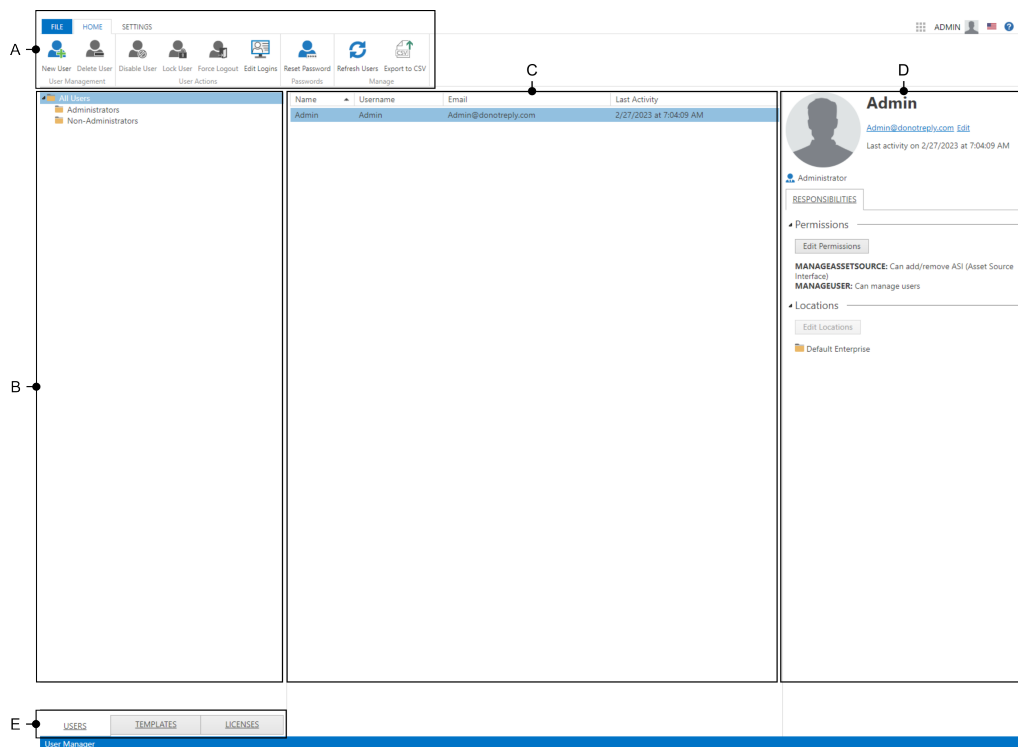 FILE HOME SETTINGS
ADMIN
A
New User Delete User Disable User Lock User Force Logout Edit Logins Reset Password Refresh Users Export to CSV
User Management User Actions Passwords Manage
C
D
All Users
Administrators
Non-Administrators
Name Username Email Last Activity
Admin Admin Admin@donotreply.com 2/27/2023 at 7:04:09 AM
Admin
Admin@donotreply.com Edit
Last activity on 2/27/2023 at 7:04:09 AM
Administrator
RESPONSIBILITIES
Permissions
Edit Permissions
MANAGEASSETSOURCE: Can add/remove ASI (Asset Source
Interface)
MANAGEUSER: Can manage users
Locations
Edit Locations
Default Enterprise
B
E
USERS TEMPLATES LICENSES
User Manager